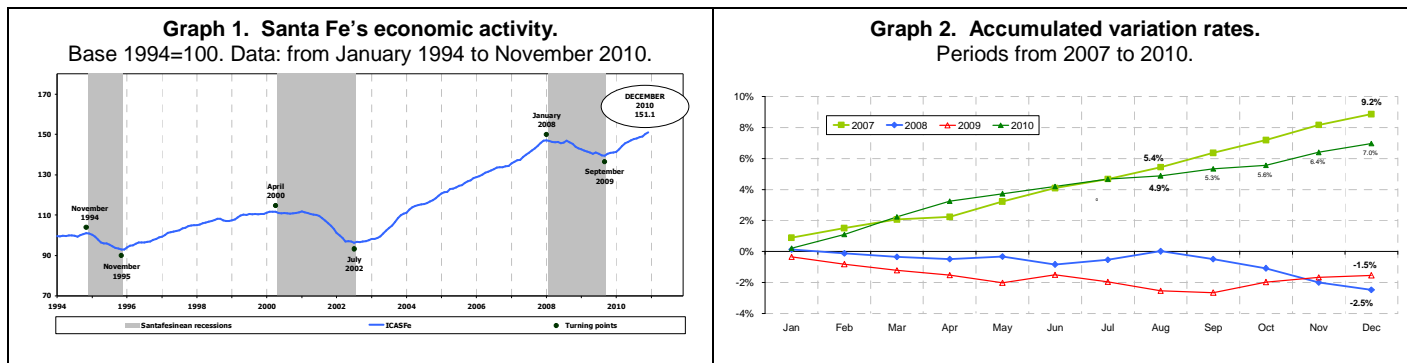 Graph 1. Santa Fe's economic activity.
Base 1994=100. Data: from January 1994 to November 2010.
170
150
130
110
90
70
1994
1996
1998
2000
2002
2004
2006
2008
2010
November
1994
November
1995
April
2000
July
2002
January
2008
September
2009
DECEMBER
2010
151.1
Santafesinean recessions
ICASFe
Turning points
Graph 2. Accumulated variation rates.
Periods from 2007 to 2010.
10%
8%
6%
4%
2%
0%
-2%
-4%
2007
2008
2009
2010
5.4%
4.9%
5.3%
5.6%
6.4%
7.0%
9.2%
-1.5%
-2.5%
Jan
Feb
Mar
Apr
May
Jun
Jul
Aug
Sep
Oct
Nov
Dec